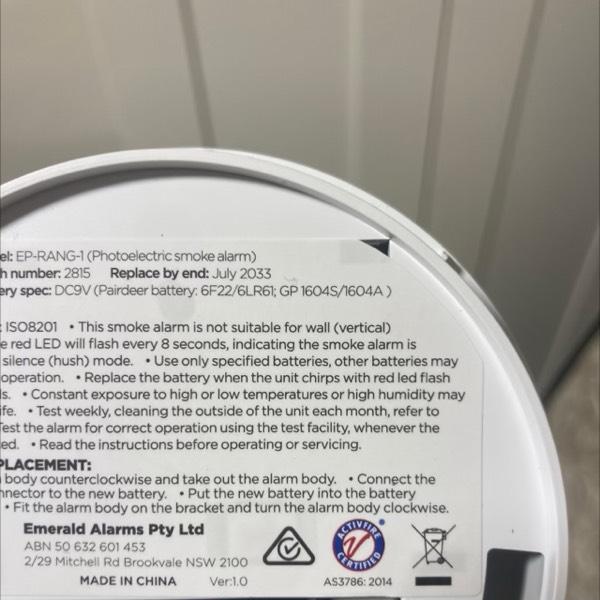 el: EP-RANG-1 (Photoelectric smoke alarm)
h number: 2815 Replace by end: July 2033
ery spec: DC9V (Pairdeer battery: 6F22/6LR61; GP 1604S/1604A )
: ISO8201 • This smoke alarm is not suitable for wall (vertical)
e red LED will flash every 8 seconds, indicating the smoke alarm is
silence (hush) mode. • Use only specified batteries, other batteries may
operation. • Replace the battery when the unit chirps with red led flash
ls. • Constant exposure to high or low temperatures or high humidity may
ife. • Test weekly, cleaning the outside of the unit each month, refer to
Test the alarm for correct operation using the test facility, whenever the
ed. • Read the instructions before operating or servicing.
PLACEMENT:
body counterclockwise and take out the alarm body. • Connect the
nnector to the new battery. • Put the new battery into the battery
• Fit the alarm body on the bracket and turn the alarm body clockwise.
Emerald Alarms Pty Ltd
ABN 50 632 601 453
2/29 Mitchell Rd Brookvale NSW 2100
MADE IN CHINA Ver:1.0
ACTIVFIRE
CERTIFIED
AS3786: 2014